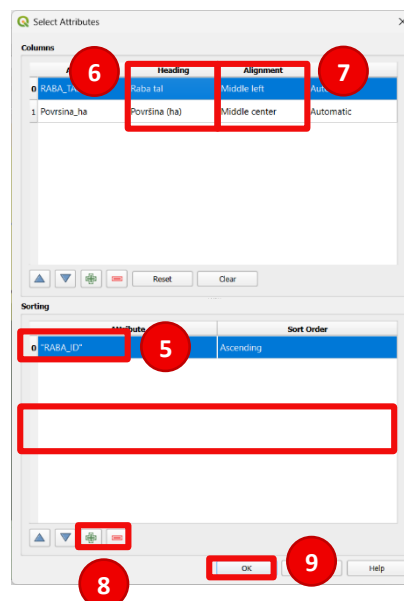 Select Attributes
Columns
6
Heading
Alignment
7
0 RABA_TA
Raba tal
Middle left
1 Povrsina_ha
Površina (ha)
Middle center
Automatic
Reset
Clear
Sorting
Sort Order
0 "RABA_ID"
5
Ascending
OK
9
Help
8